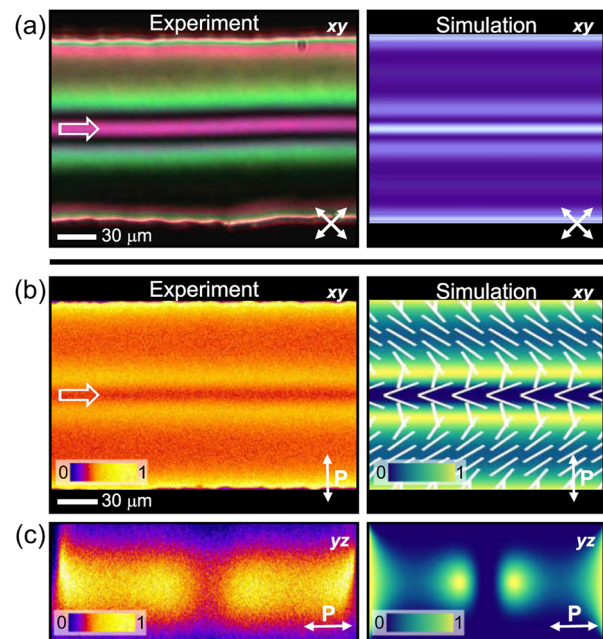 (a) Experiment xy Simulation xy
30 μm
(b) Experiment xy Simulation xy
0 1 P 0 1
30 μm
(c) yz yz
0 1 P 0 1